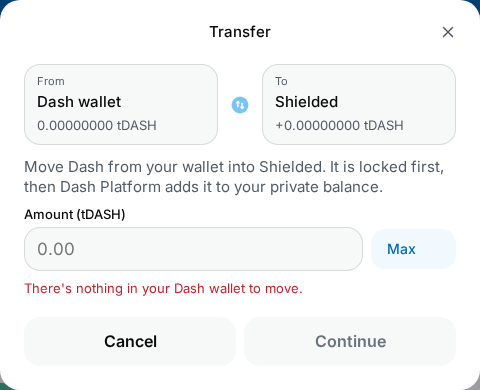 Transfer
From
Dash wallet
0.00000000 tDASH
To
Shielded
+0.00000000 tDASH
Move Dash from your wallet into Shielded. It is locked first,
then Dash Platform adds it to your private balance.
Amount (tDASH)
0.00
Max
There's nothing in your Dash wallet to move.
Cancel
Continue